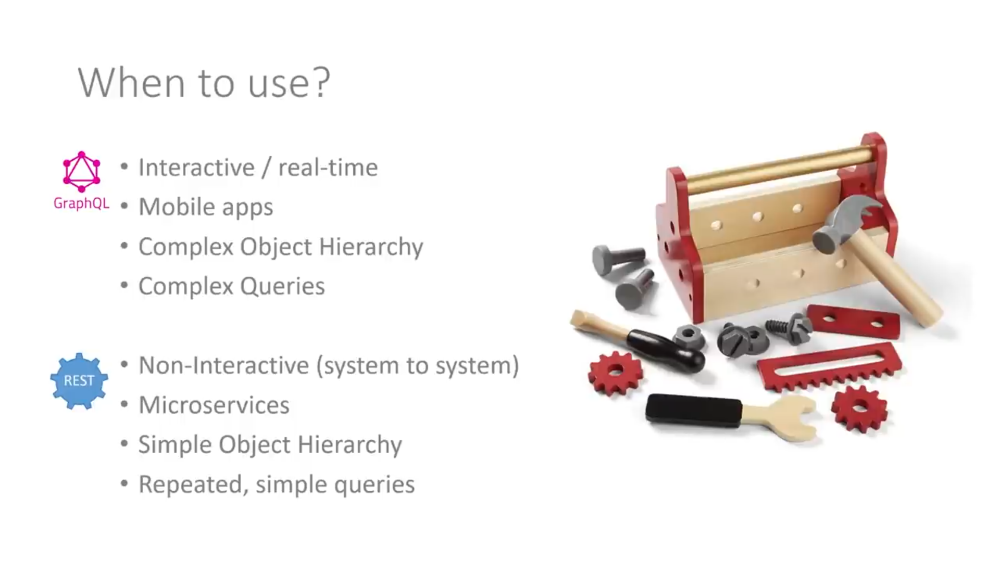 When to use?
GraphQL
• Interactive / real-time
• Mobile apps
• Complex Object Hierarchy
• Complex Queries
REST
• Non-Interactive (system to system)
• Microservices
• Simple Object Hierarchy
• Repeated, simple queries